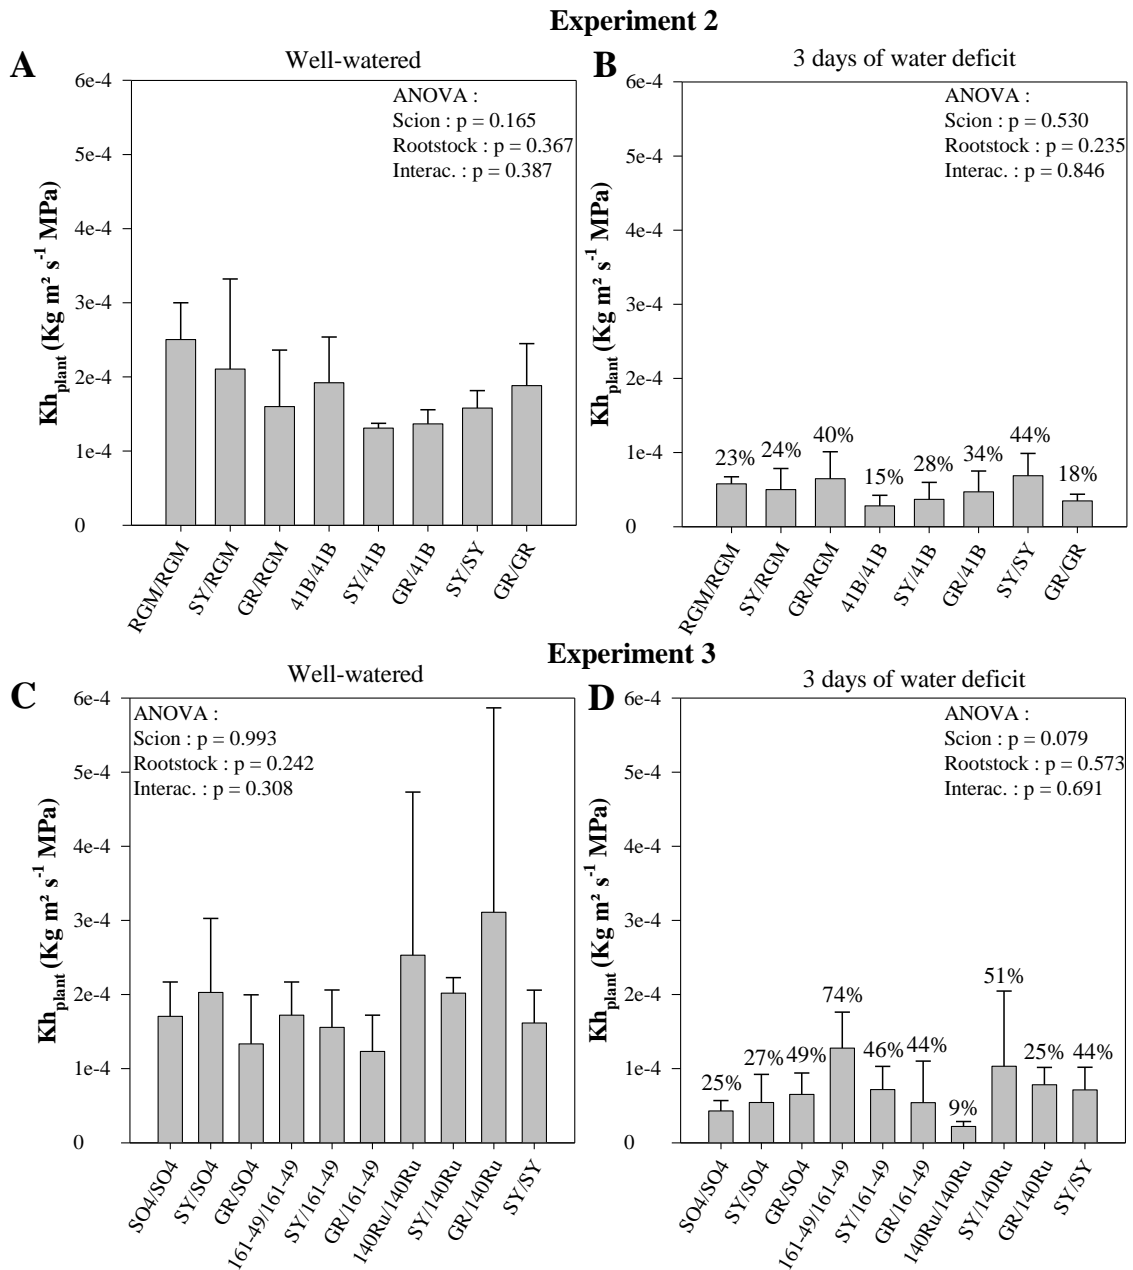 Experiment 2
A
Well-watered
6e-4
5e-4
4e-4
3e-4
2e-4
1e-4
0
Kh plant (Kg m² s-1 MPa)
ANOVA :
Scion : p = 0.165
Rootstock : p = 0.367
Interac. : p = 0.387
RGM/RGM
SY/RGM
GR/RGM
41B/41B
SY/41B
GR/41B
SY/SY
GR/GR
B
3 days of water deficit
6e-4
5e-4
4e-4
3e-4
2e-4
1e-4
0
Kh plant (Kg m² s-1 MPa)
ANOVA :
Scion : p = 0.530
Rootstock : p = 0.235
Interac. : p = 0.846
23%
24%
40%
15%
28%
34%
44%
18%
RGM/RGM
SY/RGM
GR/RGM
41B/41B
SY/41B
GR/41B
SY/SY
GR/GR
Experiment 3
C
Well-watered
6e-4
5e-4
4e-4
3e-4
2e-4
1e-4
0
Kh plant (Kg m² s-1 MPa)
ANOVA :
Scion : p = 0.993
Rootstock : p = 0.242
Interac. : p = 0.308
SO4/SO4
SY/SO4
GR/SO4
161-49/161-49
SY/161-49
GR/161-49
140Ru/140Ru
SY/140Ru
GR/140Ru
SY/SY
D
3 days of water deficit
6e-4
5e-4
4e-4
3e-4
2e-4
1e-4
0
Kh plant (Kg m² s-1 MPa)
ANOVA :
Scion : p = 0.079
Rootstock : p = 0.573
Interac. : p = 0.691
25%
27%
49%
74%
46%
44%
9%
51%
25%
44%
SO4/SO4
SY/SO4
GR/SO4
161-49/161-49
SY/161-49
GR/161-49
140Ru/140Ru
SY/140Ru
GR/140Ru
SY/SY